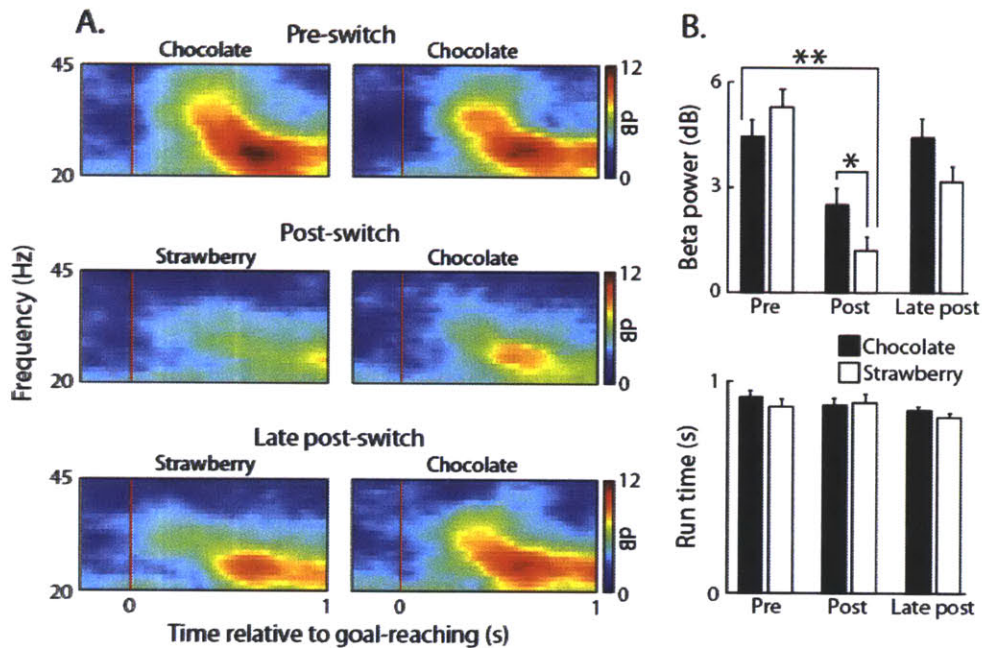 A.
Pre-switch
Chocolate Chocolate
45
20
12
dB
0
Post-switch
Strawberry Chocolate
45
20
12
dB
0
Late post-switch
Strawberry Chocolate
45
20
12
dB
0
0 1 0 1
Frequency (Hz)
Time relative to goal-reaching (s)
B.
**
*
6
3
0
Beta power (dB)
Pre Post Late post
Chocolate
Strawberry
1
0
Run time (s)
Pre Post Late post